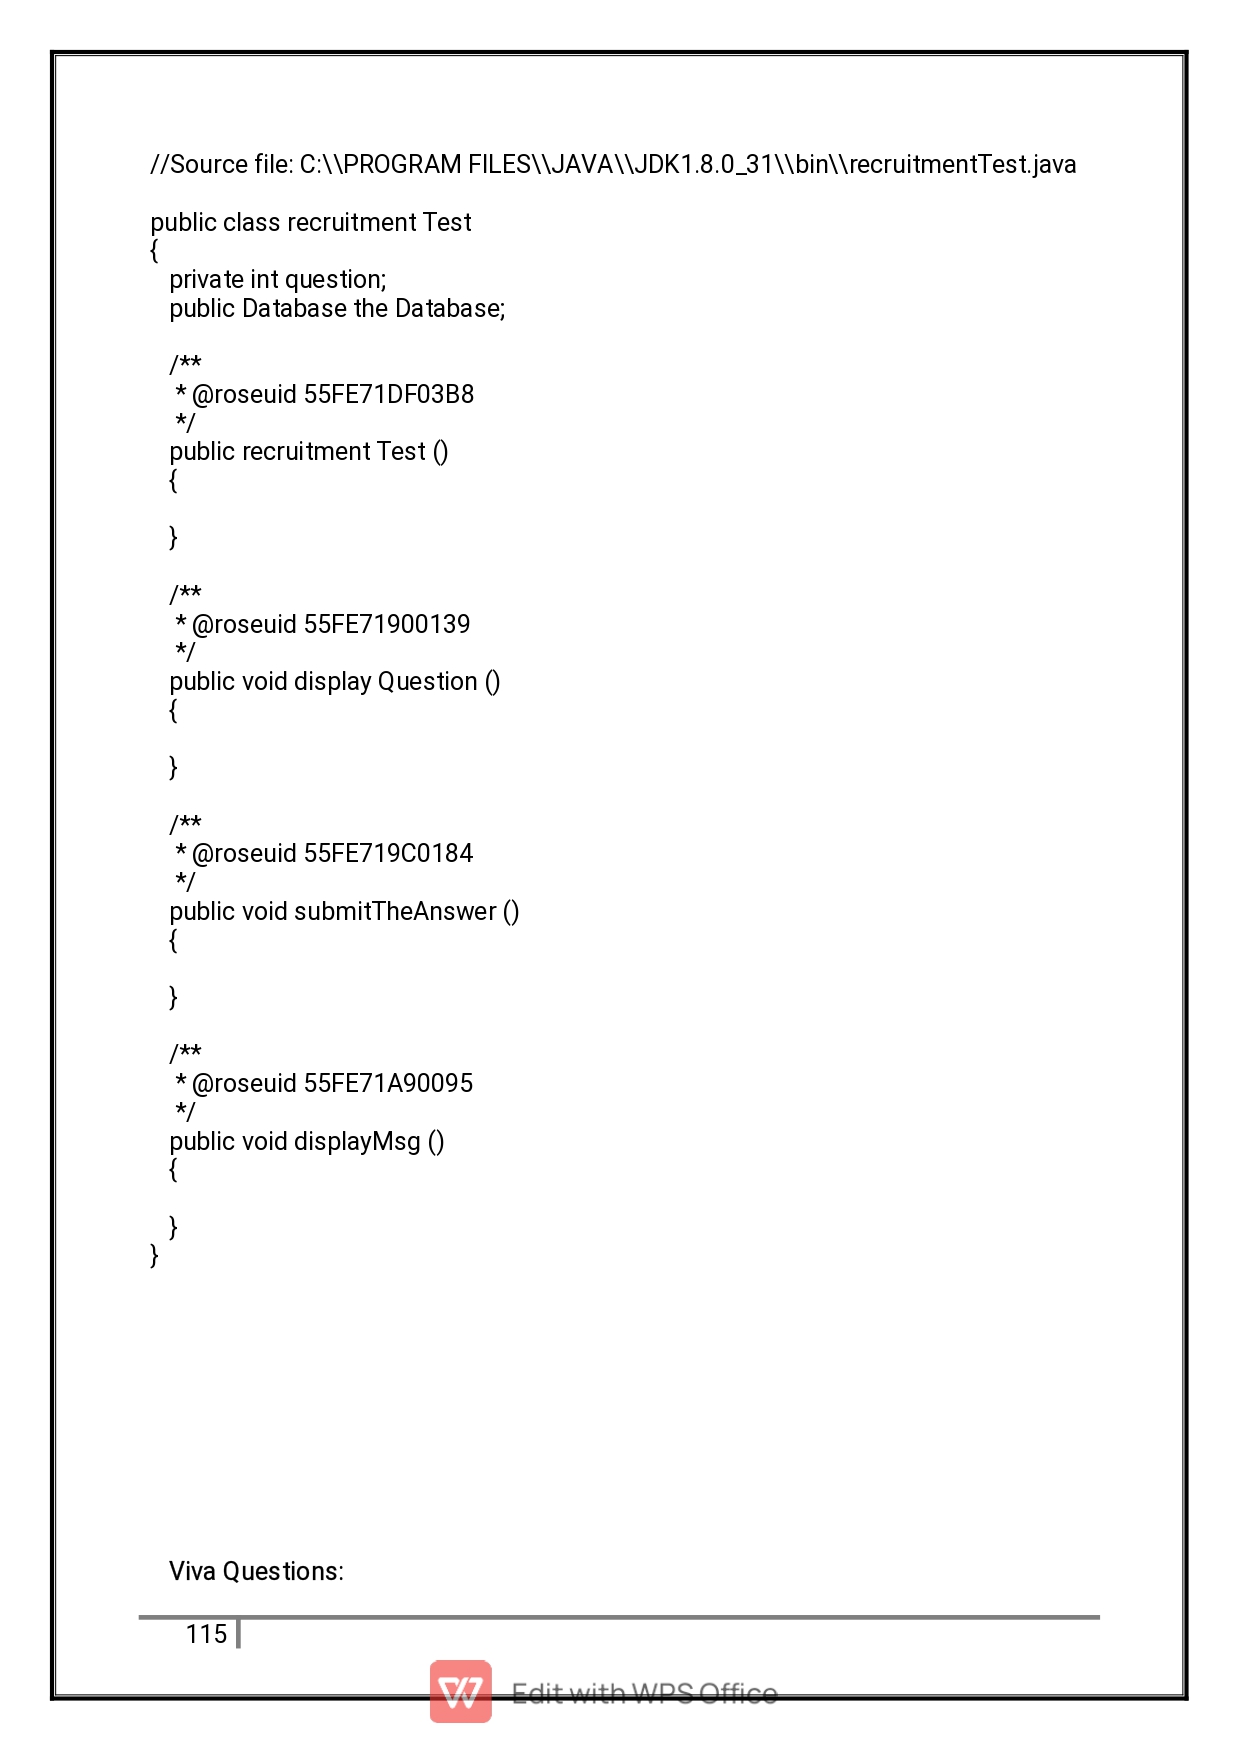 //Source file: C:\\PROGRAM FILES\\JAVA\\JDK1.8.0_31\\bin\\recruitmentTest.java
public class recruitment Test
{
private int question;
public Database the Database;
/**
* @roseuid 55FE71DF03B8
*/
public recruitment Test ()
{
}
/**
* @roseuid 55FE71900139
*/
public void display Question ()
{
}
/**
* @roseuid 55FE719C0184
*/
public void submitTheAnswer ()
{
}
/**
* @roseuid 55FE71A90095
*/
public void displayMsg ()
{
}
}
Viva Questions:
115
Edit with WPS Office